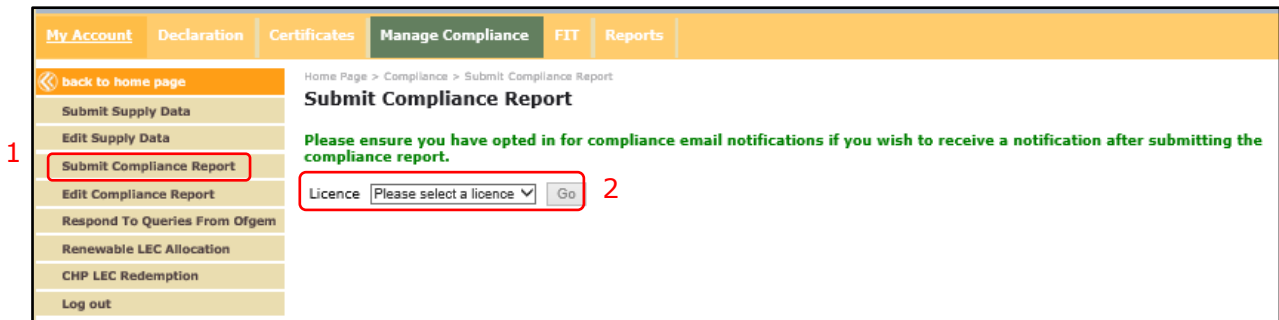 My Account Declaration Certificates Manage Compliance FIT Reports
back to home page
Submit Supply Data
Edit Supply Data
1
Submit Compliance Report
Edit Compliance Report
Respond To Queries From Ofgem
Renewable LEC Allocation
CHP LEC Redemption
Log out
Home Page > Compliance > Submit Compliance Report
Submit Compliance Report
Please ensure you have opted in for compliance email notifications if you wish to receive a notification after submitting the
compliance report.
Licence Please select a licence Go 2